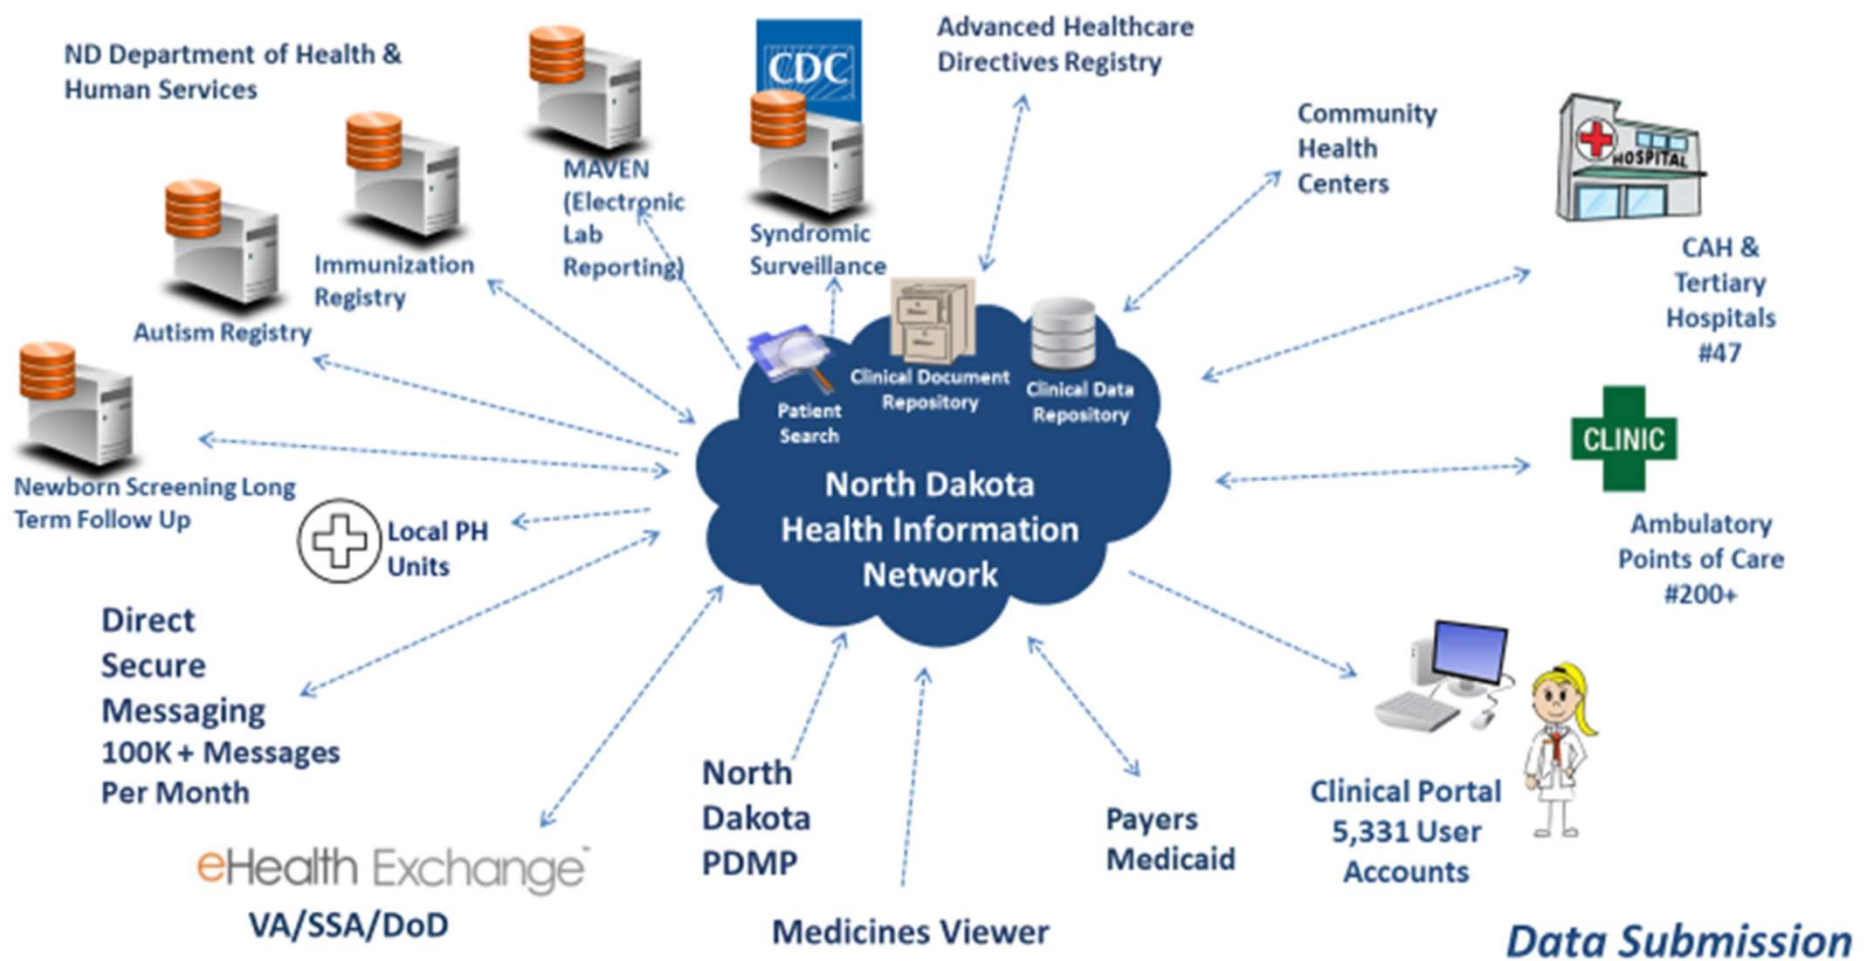 ND Department of Health &
Human Services
CDC
Advanced Healthcare
Directives Registry
Community
Health
Centers
HOSPITAL
CAH &
Tertiary
Hospitals
#47
MAVEN
(Electronic
Lab
Reporting)
Syndromic
Surveillance
Immunization
Registry
Autism Registry
Newborn Screening Long
Term Follow Up
Local PH
Units
Patient
Search
Clinical Document
Repository
Clinical Data
Repository
North Dakota
Health Information
Network
CLINIC
Ambulatory
Points of Care
#200+
Direct
Secure
Messaging
100K+ Messages
Per Month
eHealth Exchange™
VA/SSA/DoD
North
Dakota
PDMP
Medicines Viewer
Payers
Medicaid
Clinical Portal
5,331 User
Accounts
Data Submission